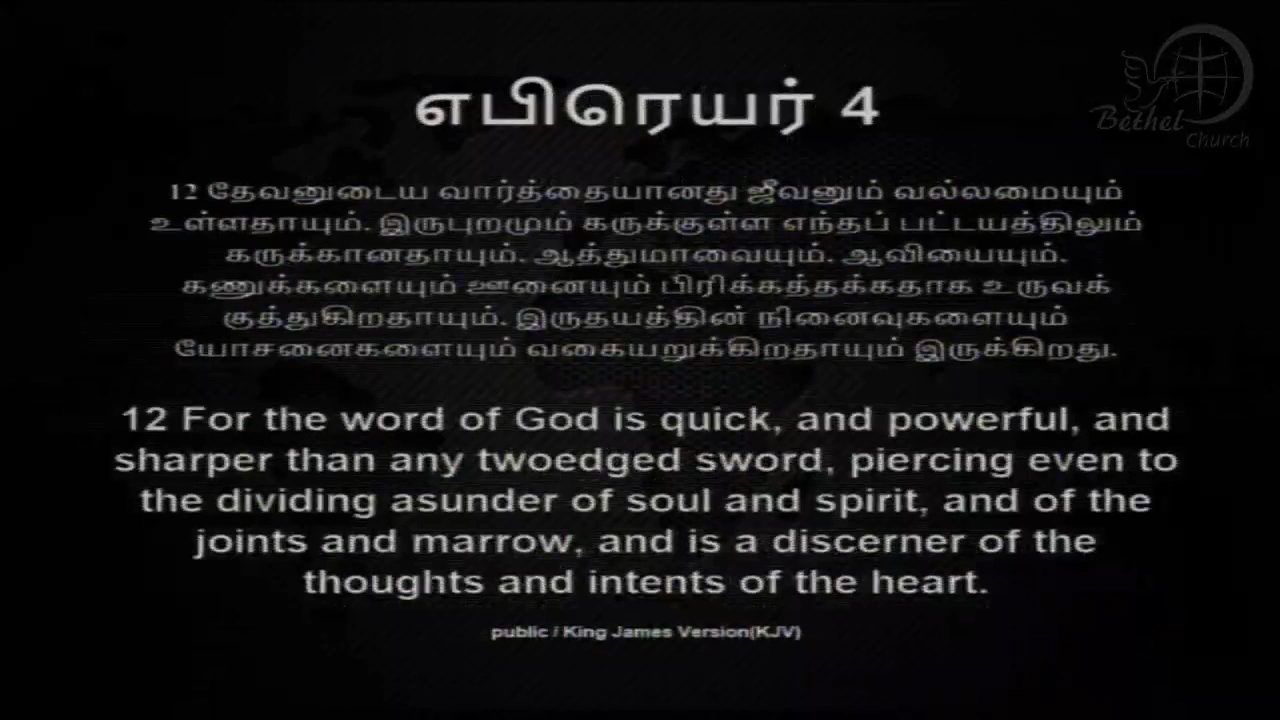 Bethel
Church
எபிரெயர் 4
12 தேவனுடைய வார்த்தையானது ஜீவனும் வல்லமையும்
உள்ளதாயும். இருபுறமும் கருக்குள்ள எந்தப் பட்டயத்திலும்
கருக்கானதாயும். ஆத்துமாவையும். ஆவியையும்.
கணுக்களையும் ஊனையும் பிரிக்கத்தக்கதாக உருவக்
குத்துகிறதாயும். இருதயத்தின் நினைவுகளையும்
யோசனைகளையும் வகையறுக்கிறதாயும் இருக்கிறது.
12 For the word of God is quick, and powerful, and
sharper than any twoedged sword, piercing even to
the dividing asunder of soul and spirit, and of the
joints and marrow, and is a discerner of the
thoughts and intents of the heart.
public / King James Version(KJV)